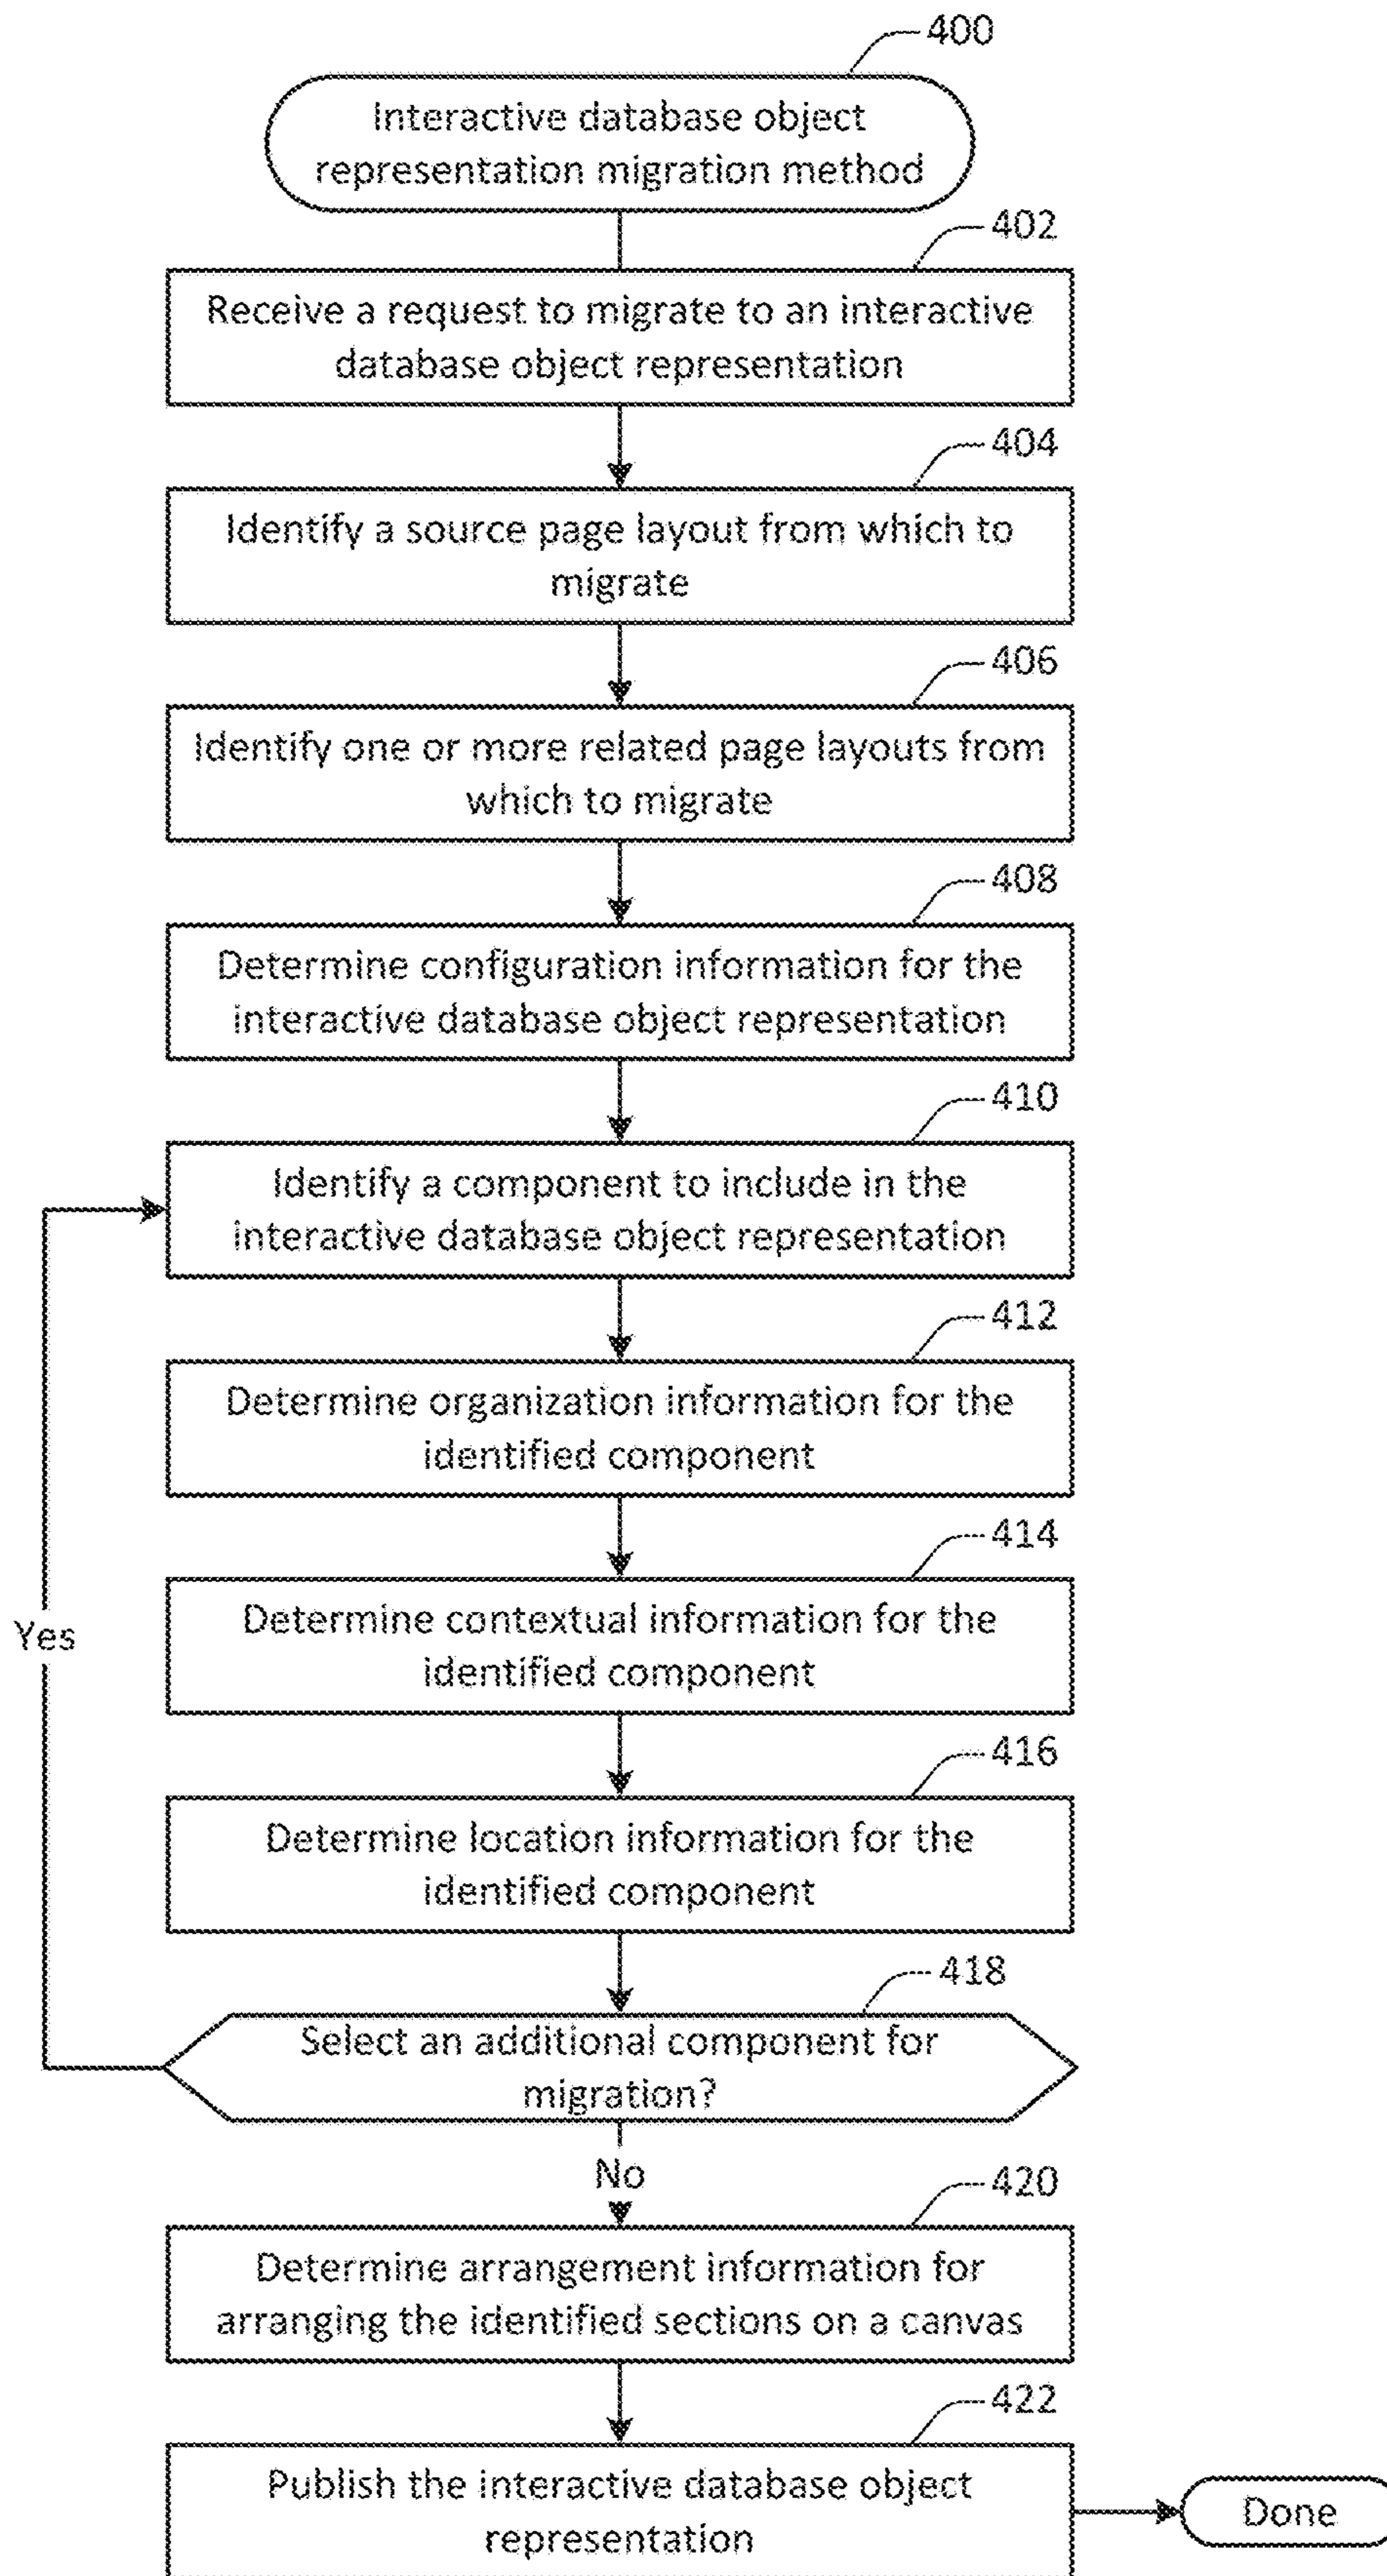 400
Interactive database object
representation migration method
402
Receive a request to migrate to an interactive
database object representation
404
Identify a source page layout from which to
migrate
406
Identify one or more related page layouts from
which to migrate
408
Determine configuration information for the
interactive database object representation
410
Identify a component to include in the
interactive database object representation
412
Determine organization information for the
identified component
414
Determine contextual information for the
identified component
Yes
416
Determine location information for the
identified component
418
Select an additional component for
migration?
No
420
Determine arrangement information for
arranging the identified sections on a canvas
422
Publish the interactive database object
representation
Done